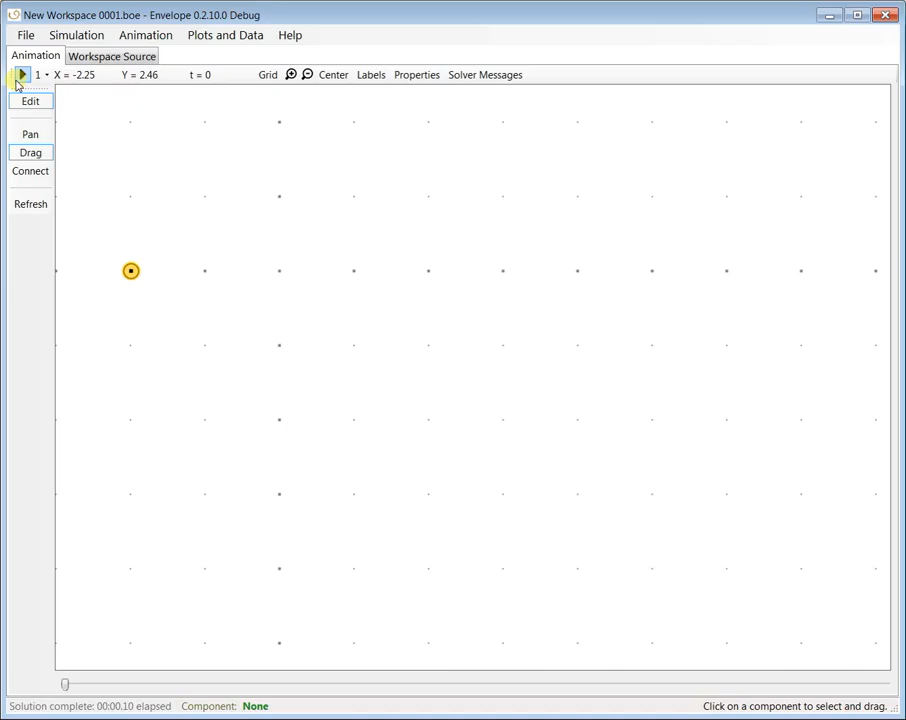 New Workspace 0001.boe - Envelope 0.2.10.0 Debug
File Simulation Animation Plots and Data Help
Animation Workspace Source
1 X = -2.25 Y = 2.46 t = 0 Grid Center Labels Properties Solver Messages
Edit
Pan
Drag
Connect
Refresh
Solution complete: 00:00.10 elapsed Component: None Click on a component to select and drag.